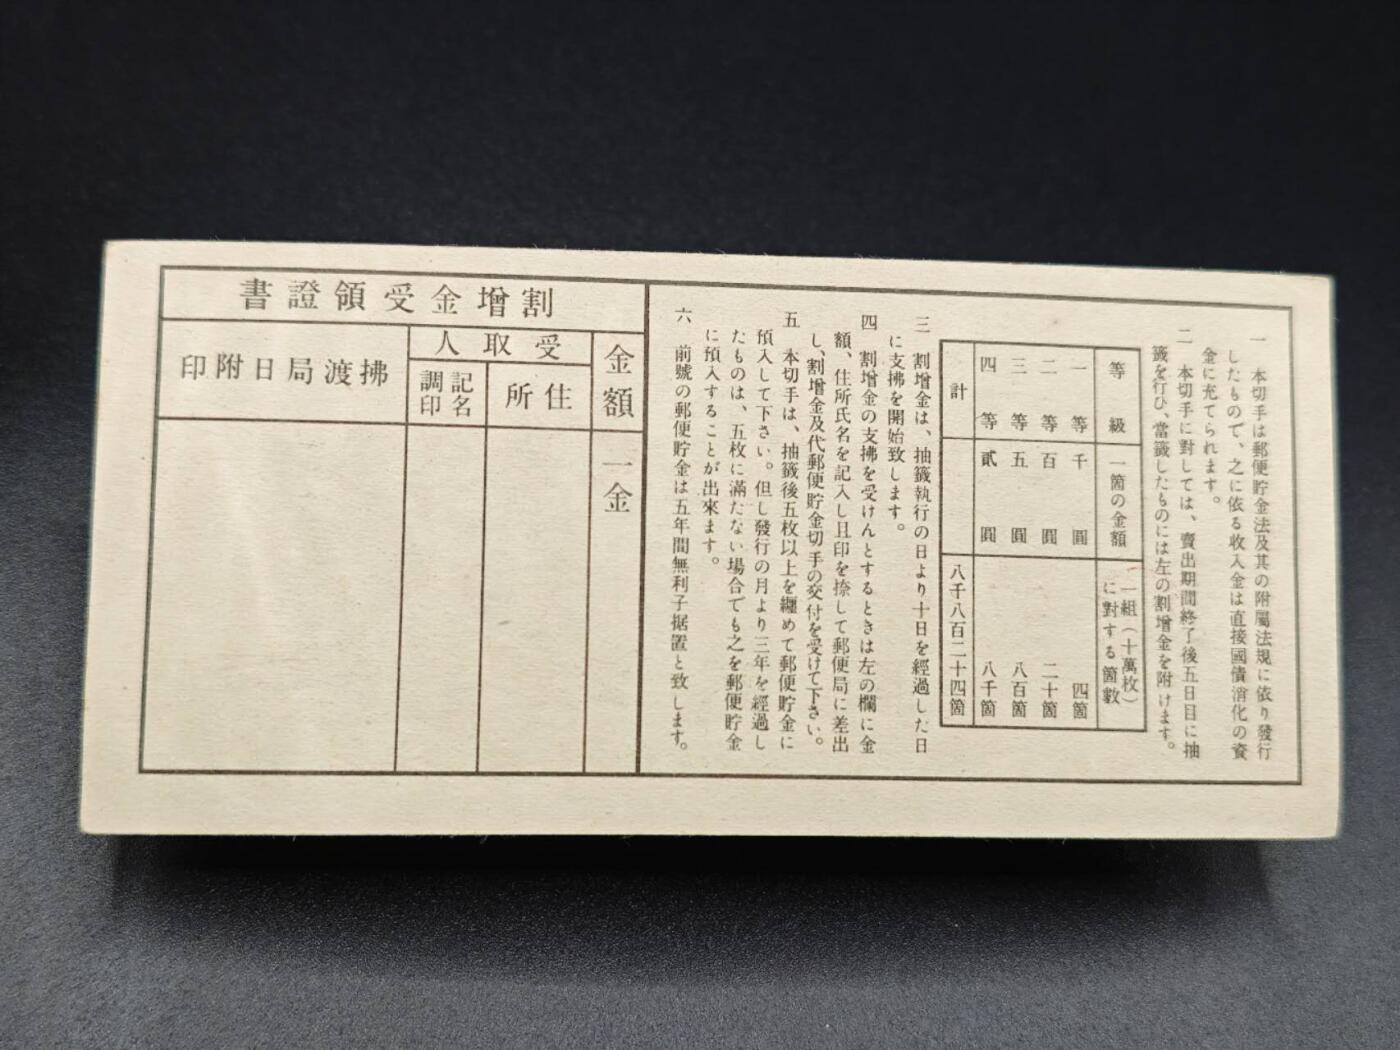 一　本切手は郵便貯金法及其の附屬法規に依り發行
したもので、之に依る收入金は直接國債消化の資
金に充てられます。
二　本切手に對しては、賣出期間終了後五日目に抽
籤を行ひ、當籤したものには左の割增金を附けます。
等級　一箇の金額　一組（十萬枚）に對する箇數
一等　千圓　四箇
二等　百圓　二十箇
三等　五圓　八百箇
四等　貳圓　八千箇
計　八千八百二十四箇
三　割增金は、抽籤執行の日より十日を經過した日
に支拂を開始致します。
四　割增金の支拂を受けんとするときは左の欄に金
額、住所氏名を記入し且印を捺して郵便局に差出
し、割增金及代郵便貯金切手の交付を受けて下さい。
五　本切手は、抽籤後五枚以上を纏めて郵便貯金に
預入して下さい。但し發行の月より三年を經過し
たものは、五枚に滿たない場合でも之を郵便貯金
に預入することが出來ます。
六　前號の郵便貯金は五年間無利子据置と致します。
割增金受領證書
金額
一金
受取人
住所
記名調印
拂渡局日附印